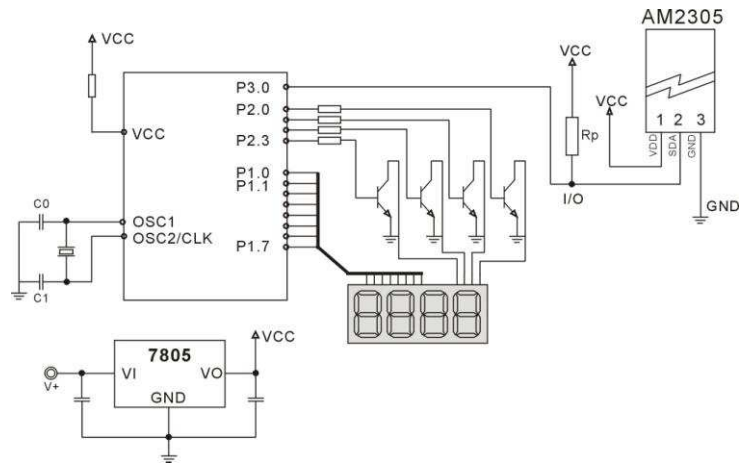 AM2305
VCC
VCC
VCC
P3.0
P2.0
P2.3
VCC
Rp
1 2 3
VDD
SDA
GND
P1.0
P1.1
I/O
GND
C0
OSC1
OSC2/CLK
P1.7
C1
7805
VCC
VI
VO
V+
GND